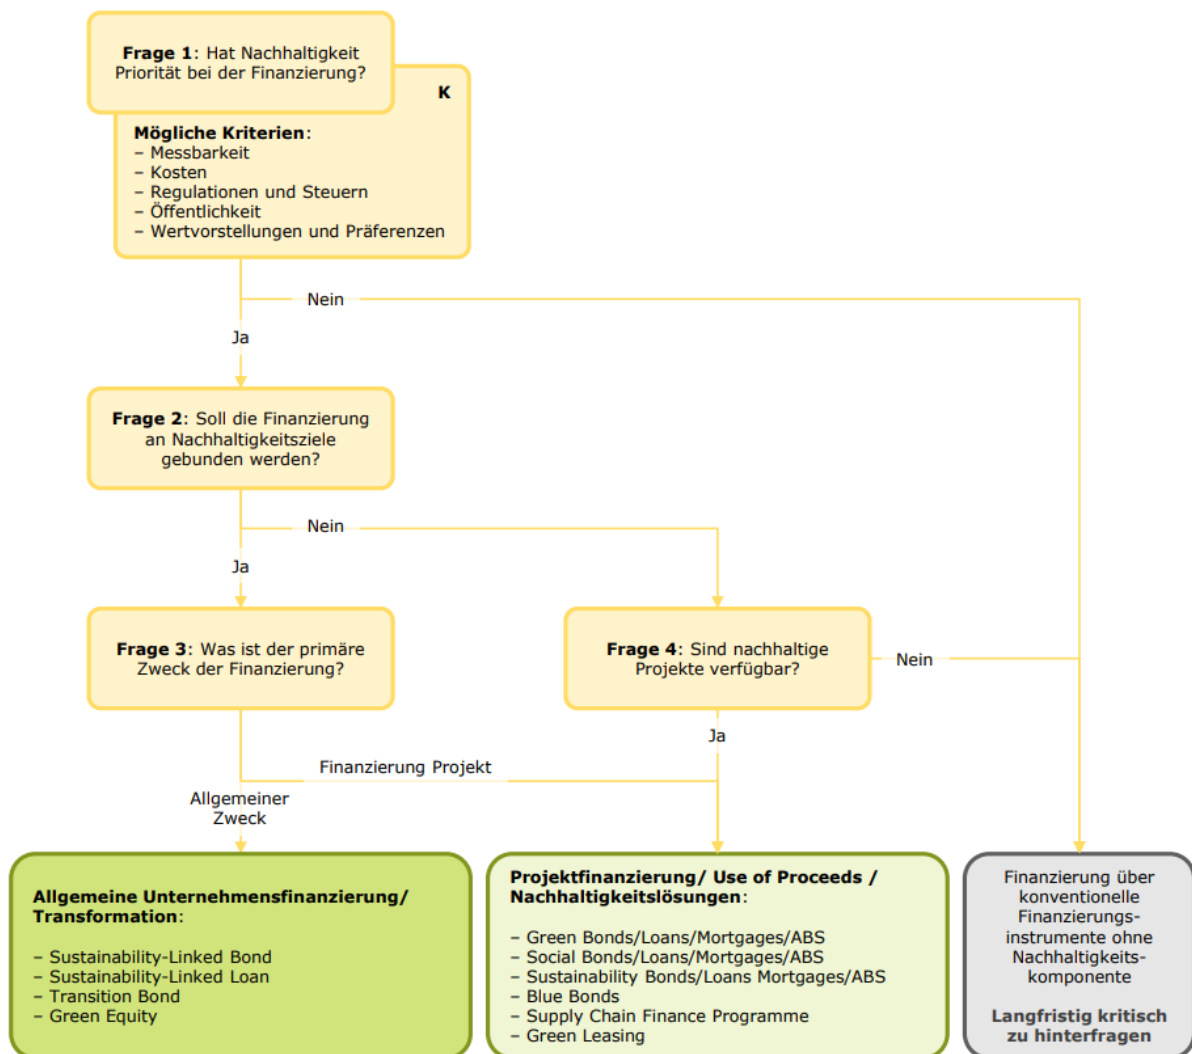 Frage 1: Hat Nachhaltigkeit
Priorität bei der Finanzierung?
K
Mögliche Kriterien:
– Messbarkeit
– Kosten
– Regulationen und Steuern
– Öffentlichkeit
– Wertvorstellungen und Präferenzen
Nein
Ja
Frage 2: Soll die Finanzierung
an Nachhaltigkeitsziele
gebunden werden?
Nein
Ja
Frage 3: Was ist der primäre
Zweck der Finanzierung?
Frage 4: Sind nachhaltige
Projekte verfügbar?
Nein
Ja
Finanzierung Projekt
Allgemeiner
Zweck
Allgemeine Unternehmensfinanzierung/
Transformation:
– Sustainability-Linked Bond
– Sustainability-Linked Loan
– Transition Bond
– Green Equity
Projektfinanzierung/ Use of Proceeds /
Nachhaltigkeitslösungen:
– Green Bonds/Loans/Mortgages/ABS
– Social Bonds/Loans/Mortgages/ABS
– Sustainability Bonds/Loans Mortgages/ABS
– Blue Bonds
– Supply Chain Finance Programme
– Green Leasing
Finanzierung über
konventionelle
Finanzierungs-
instrumente ohne
Nachhaltigkeits-
komponente
Langfristig kritisch
zu hinterfragen